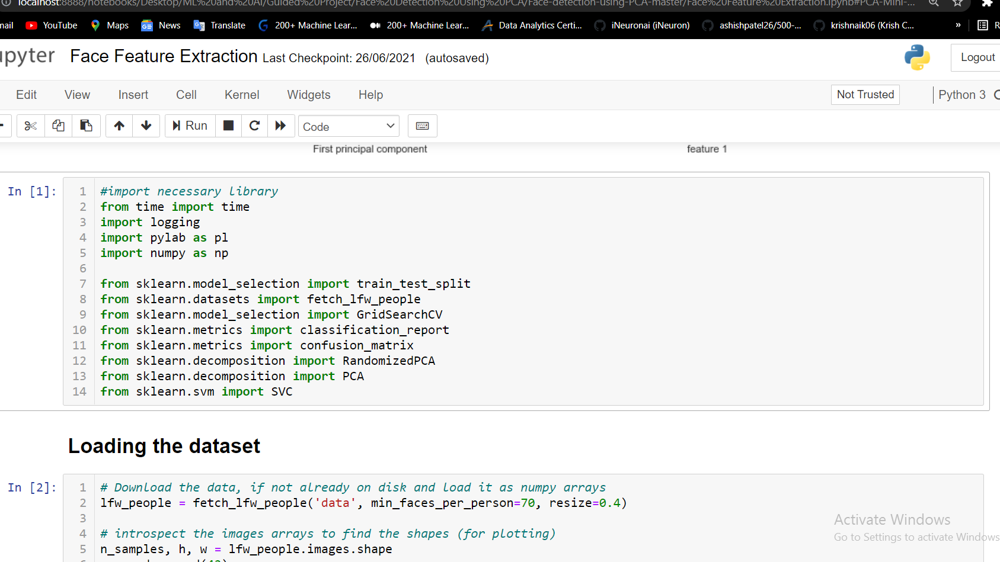 localhost:8888/notebooks/Desktop/ML%20and%20AI/Guided%20Project/Face%20Detection%20Using%20PCA/Face-detection-using-PCA-master/Face%20Feature%20Extraction.ipynb#PCA-Mini-...
mail YouTube Maps News Translate 200+ Machine Lear... 200+ Machine Lear... Data Analytics Certi... iNeuronai (iNeuron) ashishpatel26/500-... krishnaik06 (Krish C... » R
upyter Face Feature Extraction Last Checkpoint: 26/06/2021 (autosaved) Logout
Edit View Insert Cell Kernel Widgets Help Not Trusted Python 3
Run Code
First principal component feature 1
In [1]:
1 #import necessary library
2 from time import time
3 import logging
4 import pylab as pl
5 import numpy as np
6
7 from sklearn.model_selection import train_test_split
8 from sklearn.datasets import fetch_lfw_people
9 from sklearn.model_selection import GridSearchCV
10 from sklearn.metrics import classification_report
11 from sklearn.metrics import confusion_matrix
12 from sklearn.decomposition import RandomizedPCA
13 from sklearn.decomposition import PCA
14 from sklearn.svm import SVC
Loading the dataset
In [2]:
1 # Download the data, if not already on disk and load it as numpy arrays
2 lfw_people = fetch_lfw_people('data', min_faces_per_person=70, resize=0.4)
3
4 # introspect the images arrays to find the shapes (for plotting)
5 n_samples, h, w = lfw_people.images.shape
Activate Windows
Go to Settings to activate Windows